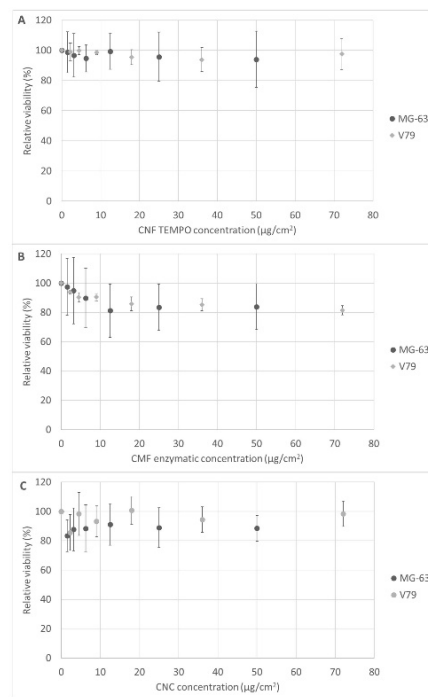 A
120
100
80
60
40
20
0
Relative viability (%)
0 10 20 30 40 50 60 70 80
CNF TEMPO concentration (µg/cm²)
MG-63
V79
B
120
100
80
60
40
20
0
Relative viability (%)
0 10 20 30 40 50 60 70 80
CMF enzymatic concentration (µg/cm²)
MG-63
V79
C
120
100
80
60
40
20
0
Relative viability (%)
0 10 20 30 40 50 60 70 80
CNC concentration (µg/cm²)
MG-63
V79